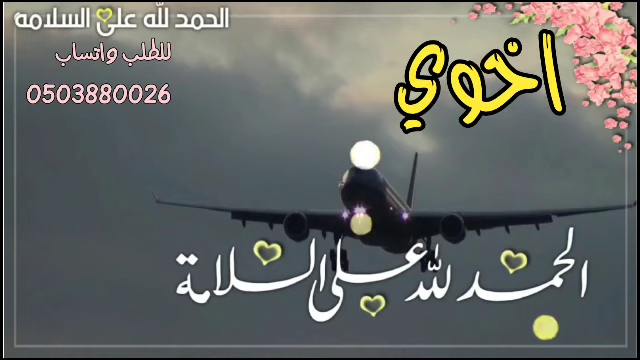 الحمد لله على السلامه
للطلب واتساب
0503880026
اخوي
الحمد لله على السلامة